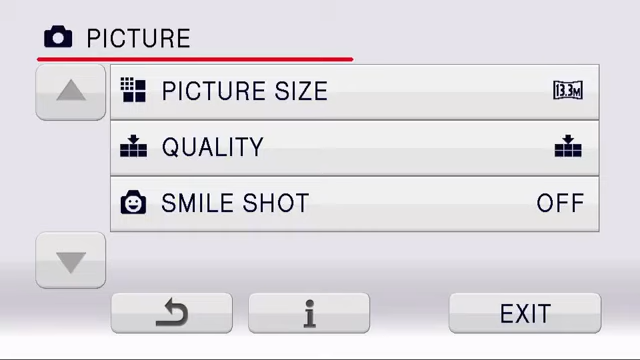 PICTURE
PICTURE SIZE 13.3M
QUALITY
SMILE SHOT OFF
i EXIT